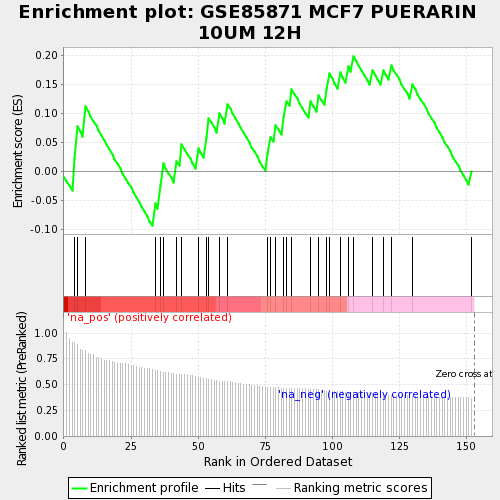 Enrichment plot: GSE85871 MCF7 PUERARIN
10UM 12H
Enrichment score (ES)
0.20
0.15
0.10
0.05
0.00
-0.05
-0.10
'na_pos' (positively correlated)
Ranked list metric (PreRanked)
1.00
0.75
0.50
0.25
0.00
Zero cross at
'na_neg' (negatively correlated)
0
25
50
75
100
125
150
Rank in Ordered Dataset
Enrichment profile
Hits
Ranking metric scores